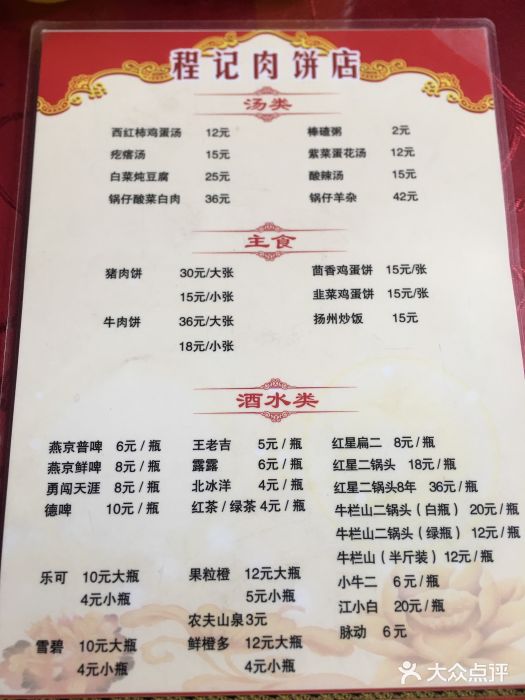 程记肉饼店
汤类
西红柿鸡蛋汤 12元 棒碴粥 2元
疙瘩汤 15元 紫菜蛋花汤 12元
白菜炖豆腐 25元 酸辣汤 15元
锅仔酸菜白肉 36元 锅仔羊杂 42元
主食
猪肉饼 30元/大张 茴香鸡蛋饼 15元/张
15元/小张 韭菜鸡蛋饼 15元/张
牛肉饼 36元/大张 扬州炒饭 15元
18元/小张
酒水类
燕京普啤 6元/瓶 王老吉 5元/瓶 红星扁二 8元/瓶
燕京鲜啤 8元/瓶 露露 6元/瓶 红星二锅头 18元/瓶
勇闯天涯 8元/瓶 北冰洋 4元/瓶 红星二锅头8年 36元/瓶
德啤 10元/瓶 红茶/绿茶 4元/瓶 牛栏山二锅头(白瓶) 20元/瓶
牛栏山二锅头(绿瓶) 12元/瓶
牛栏山(半斤装) 12元/瓶
乐可 10元大瓶 果粒橙 12元大瓶 小牛二 6元/瓶
4元小瓶 5元小瓶 江小白 20元/瓶
农夫山泉3元 脉动 6元
雪碧 10元大瓶 鲜橙多 12元大瓶
4元小瓶 4元小瓶
大众点评